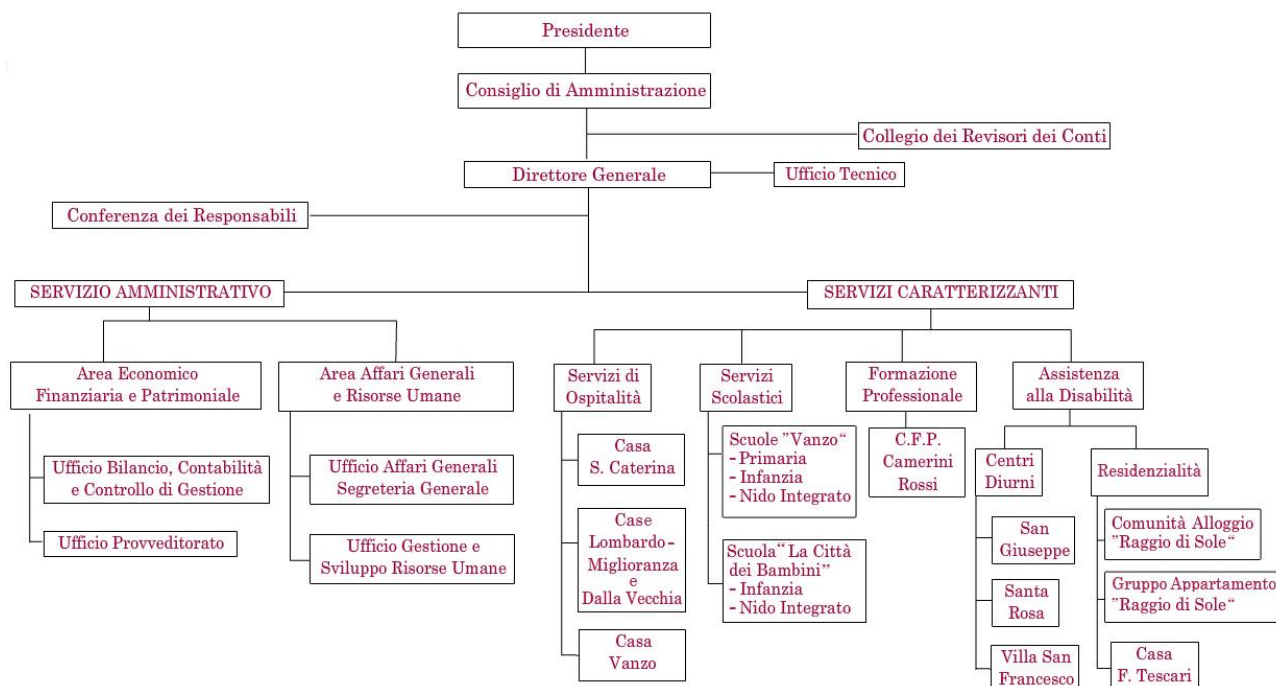 Presidente
Consiglio di Amministrazione
Collegio dei Revisori dei Conti
Direttore Generale
Ufficio Tecnico
Conferenza dei Responsabili
SERVIZIO AMMINISTRATIVO
SERVIZI CARATTERIZZANTI
Area Economico
Finanziaria e Patrimoniale
Area Affari Generali
e Risorse Umane
Servizi di
Ospitalità
Servizi
Scolastici
Formazione
Professionale
Assistenza
alla Disabilità
Ufficio Bilancio, Contabilità
e Controllo di Gestione
Ufficio Provveditorato
Ufficio Affari Generali
Segreteria Generale
Ufficio Gestione e
Sviluppo Risorse Umane
Casa
S. Caterina
Case
Lombardo-
Miglioranza
e
Dalla Vecchia
Casa
Vanzo
Scuole "Vanzo"
- Primaria
- Infanzia
- Nido Integrato
Scuola "La Città
dei Bambini"
- Infanzia
- Nido Integrato
C.F.P.
Camerini
Rossi
Centri
Diurni
San
Giuseppe
Santa
Rosa
Villa San
Francesco
Residenzialità
Comunità Alloggio
"Raggio di Sole"
Gruppo Appartamento
"Raggio di Sole"
Casa
F. Tescari